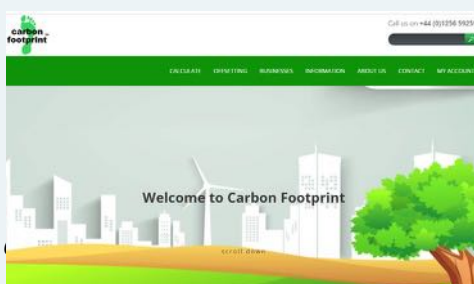 carbon
footprint
Call us on +44 (0)1256 59259
CALCULATE OFFSETTING BUSINESSES INFORMATION ABOUT US CONTACT MY ACCOUNT
Welcome to Carbon Footprint
scroll down